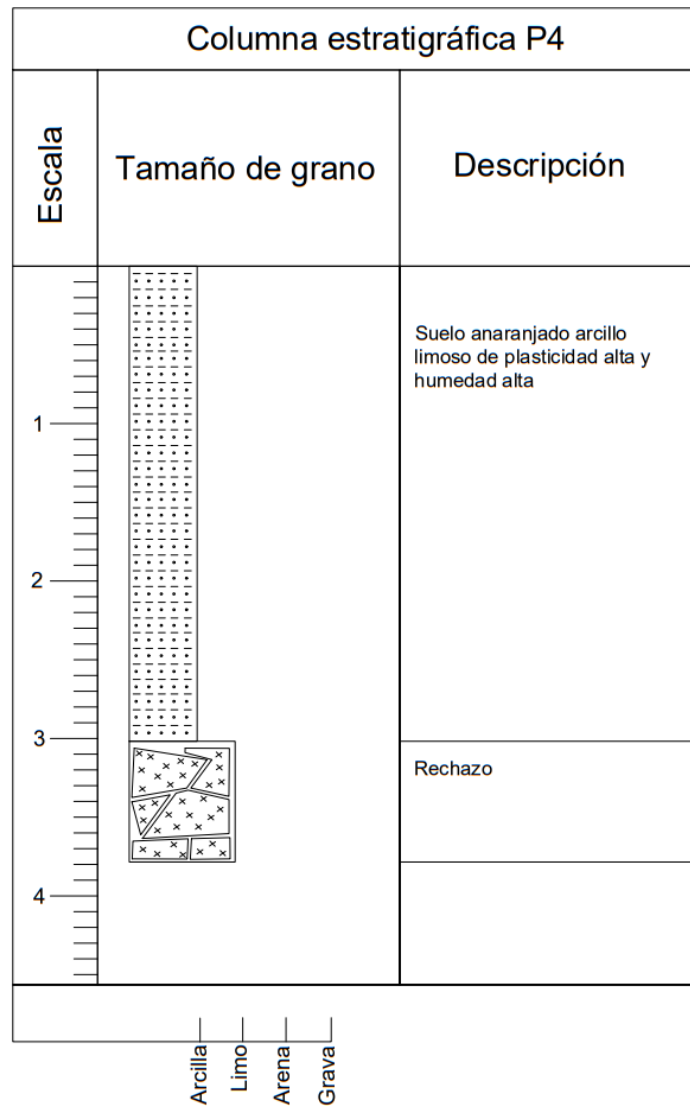 Columna estratigráfica P4
Escala
Tamaño de grano
Descripción
Suelo anaranjado arcillo
limoso de plasticidad alta y
humedad alta
1
2
3
Rechazo
4
Arcilla
Limo
Arena
Grava